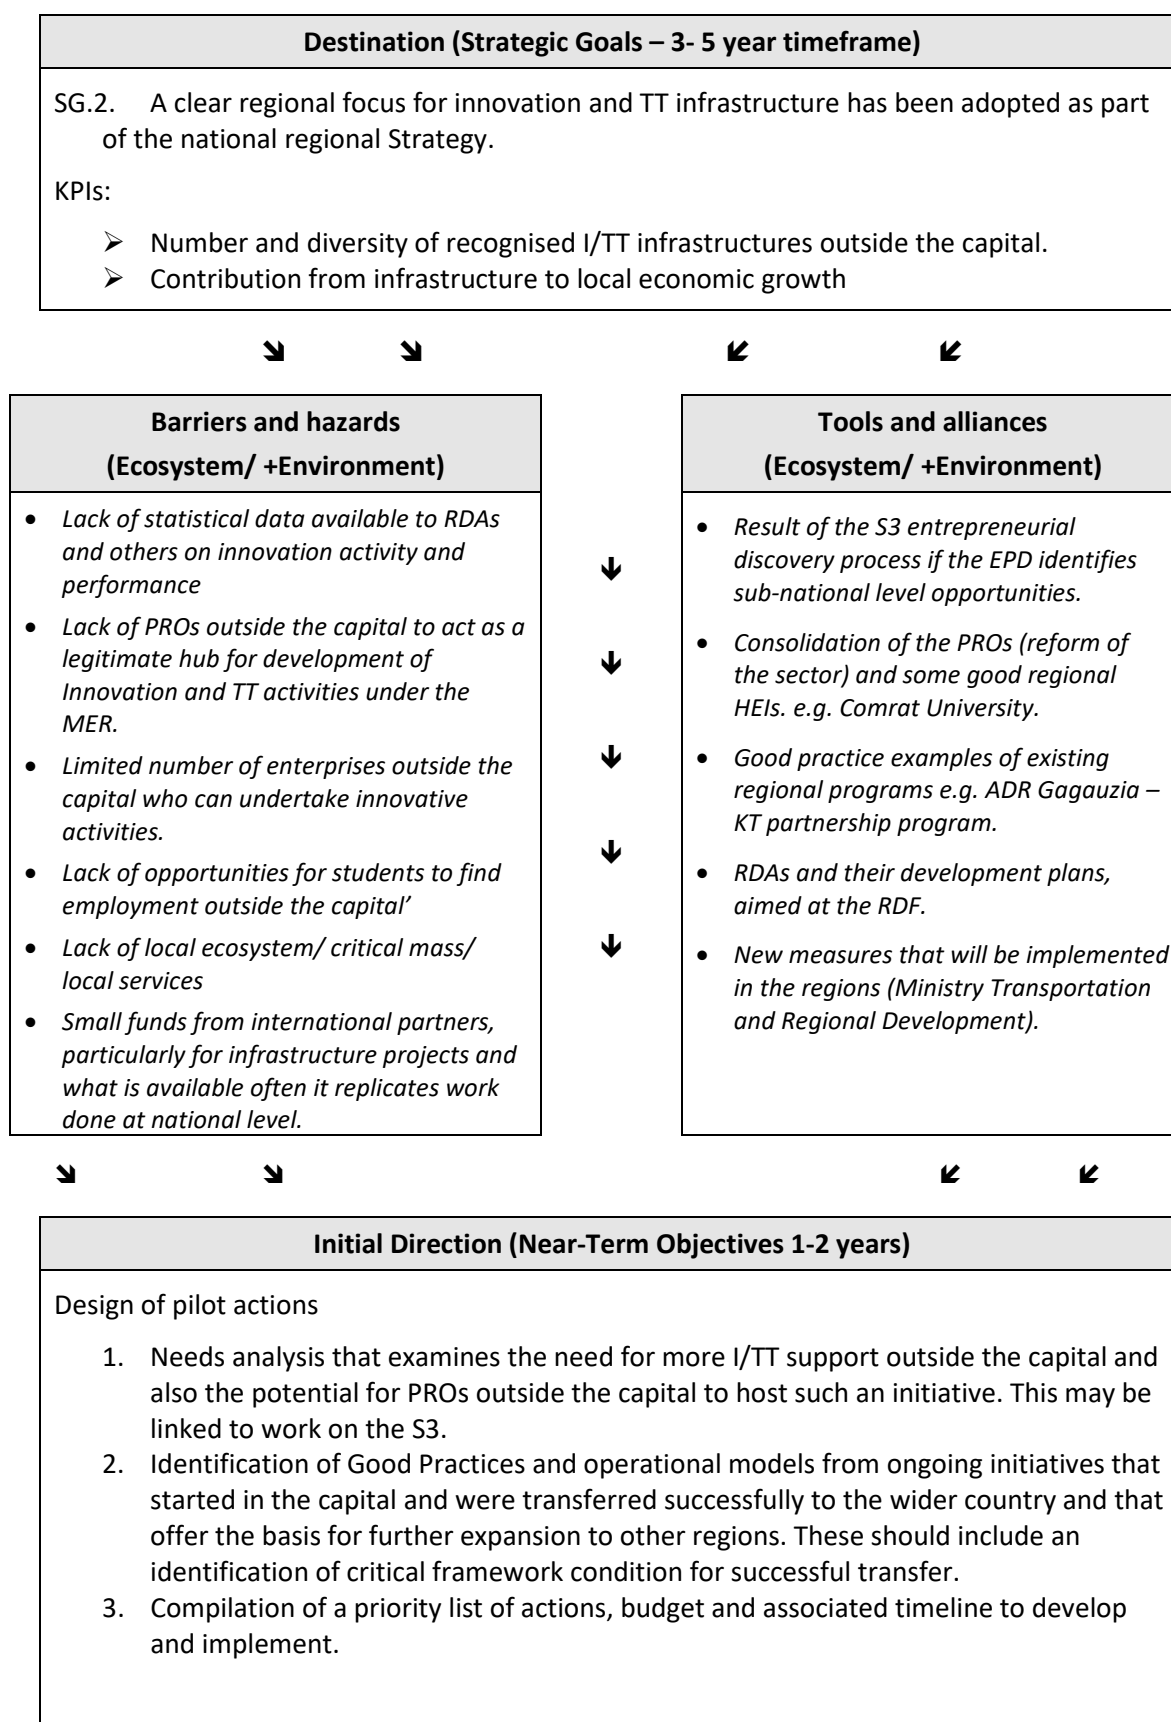 Destination (Strategic Goals – 3- 5 year timeframe)
SG.2. A clear regional focus for innovation and TT infrastructure has been adopted as part
of the national regional Strategy.
KPIs:
➢ Number and diversity of recognised I/TT infrastructures outside the capital.
➢ Contribution from infrastructure to local economic growth
Barriers and hazards
(Ecosystem/ +Environment)
• Lack of statistical data available to RDAs
and others on innovation activity and
performance
• Lack of PROs outside the capital to act as a
legitimate hub for development of
Innovation and TT activities under the
MER.
• Limited number of enterprises outside the
capital who can undertake innovative
activities.
• Lack of opportunities for students to find
employment outside the capital’
• Lack of local ecosystem/ critical mass/
local services
• Small funds from international partners,
particularly for infrastructure projects and
what is available often it replicates work
done at national level.
Tools and alliances
(Ecosystem/ +Environment)
• Result of the S3 entrepreneurial
discovery process if the EPD identifies
sub-national level opportunities.
• Consolidation of the PROs (reform of
the sector) and some good regional
HEIs. e.g. Comrat University.
• Good practice examples of existing
regional programs e.g. ADR Gagauzia –
KT partnership program.
• RDAs and their development plans,
aimed at the RDF.
• New measures that will be implemented
in the regions (Ministry Transportation
and Regional Development).
Initial Direction (Near-Term Objectives 1-2 years)
Design of pilot actions
1. Needs analysis that examines the need for more I/TT support outside the capital and
also the potential for PROs outside the capital to host such an initiative. This may be
linked to work on the S3.
2. Identification of Good Practices and operational models from ongoing initiatives that
started in the capital and were transferred successfully to the wider country and that
offer the basis for further expansion to other regions. These should include an
identification of critical framework condition for successful transfer.
3. Compilation of a priority list of actions, budget and associated timeline to develop
and implement.